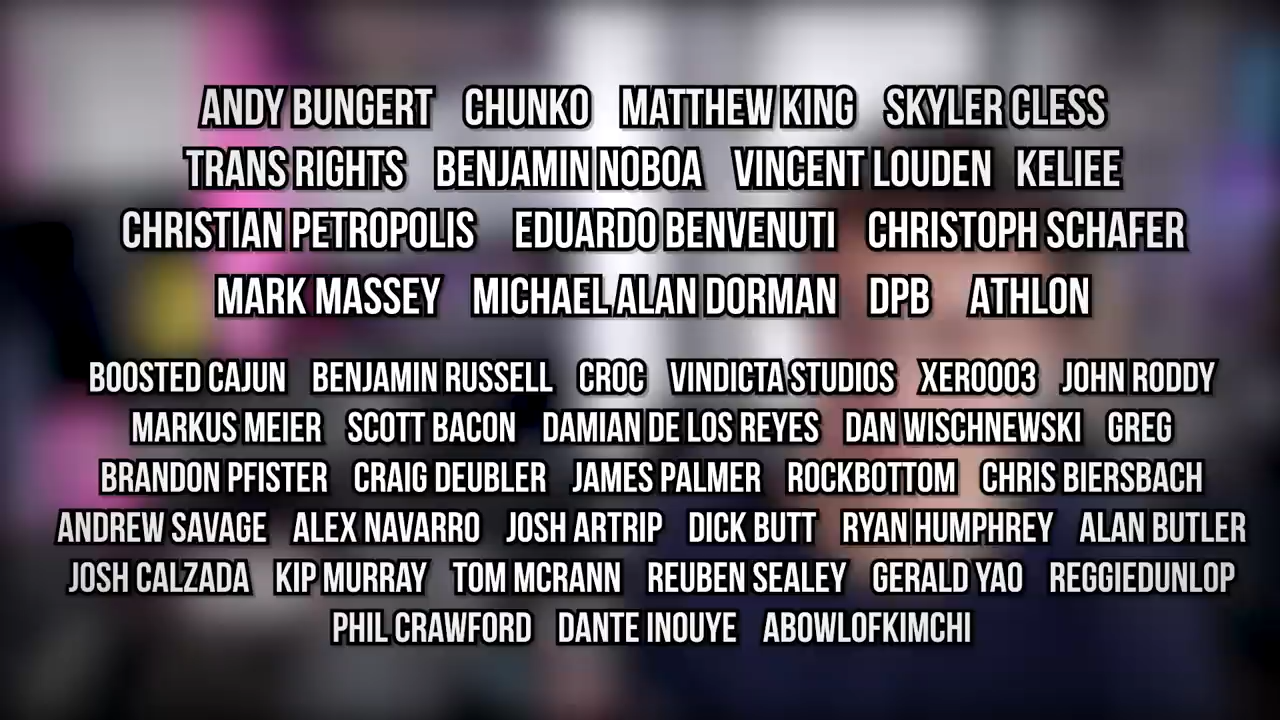 ANDY BUNGERT CHUNKO MATTHEW KING SKYLER CLESS
TRANS RIGHTS BENJAMIN NOBOA VINCENT LOUDEN KELIEE
CHRISTIAN PETROPOLIS EDUARDO BENVENUTI CHRISTOPH SCHAFER
MARK MASSEY MICHAEL ALAN DORMAN DPB ATHLON
BOOSTED CAJUN BENJAMIN RUSSELL CROC VINDICTA STUDIOS XER0003 JOHN RODDY
MARKUS MEIER SCOTT BACON DAMIAN DE LOS REYES DAN WISCHNEWSKI GREG
BRANDON PFISTER CRAIG DEUBLER JAMES PALMER ROCKBOTTOM CHRIS BIERSBACH
ANDREW SAVAGE ALEX NAVARRO JOSH ARTRIP DICK BUTT RYAN HUMPHREY ALAN BUTLER
JOSH CALZADA KIP MURRAY TOM MCRANN REUBEN SEALEY GERALD YAO REGGIEDUNLOP
PHIL CRAWFORD DANTE INOUYE ABOWLOFKIMCHI